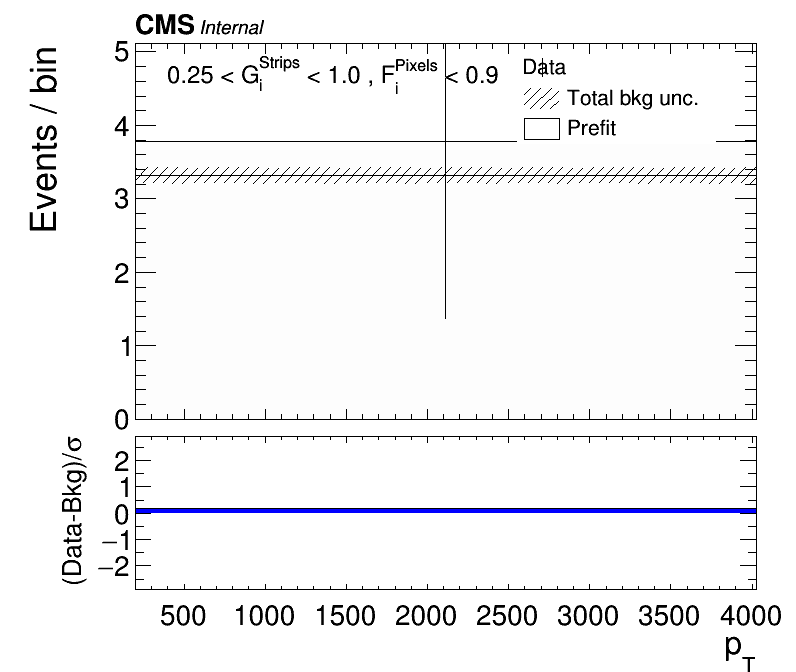 CMS Internal
0.25 < G_i^Strips < 1.0 , F_i^Pixels < 0.9
Data
Total bkg unc.
Prefit
Events / bin
5
4
3
2
1
0
(Data-Bkg)/σ
2
1
0
−1
−2
500 1000 1500 2000 2500 3000 3500 4000
p_T